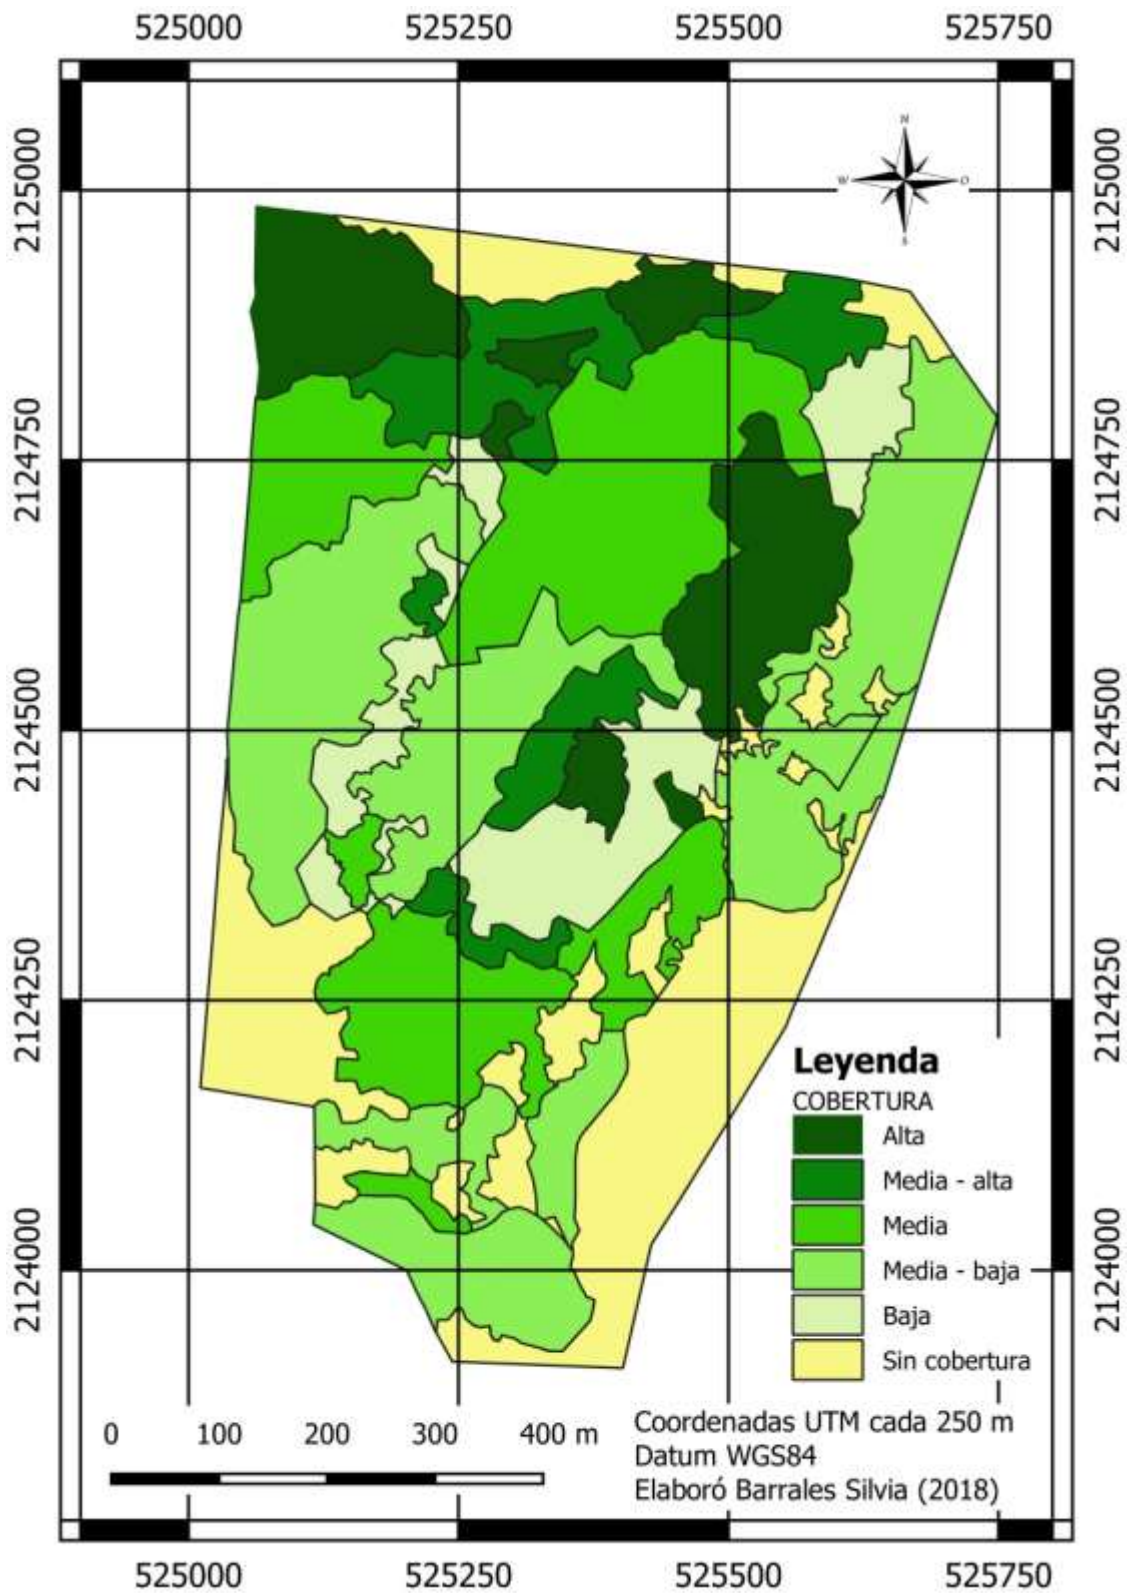 525000 525250 525500 525750
N
W O
S
2125000 2125000
2124750 2124750
2124500 2124500
2124250 2124250
2124000 2124000
Leyenda
COBERTURA
Alta
Media - alta
Media
Media - baja
Baja
Sin cobertura
0 100 200 300 400 m
Coordenadas UTM cada 250 m
Datum WGS84
Elaboró Barrales Silvia (2018)
525000 525250 525500 525750